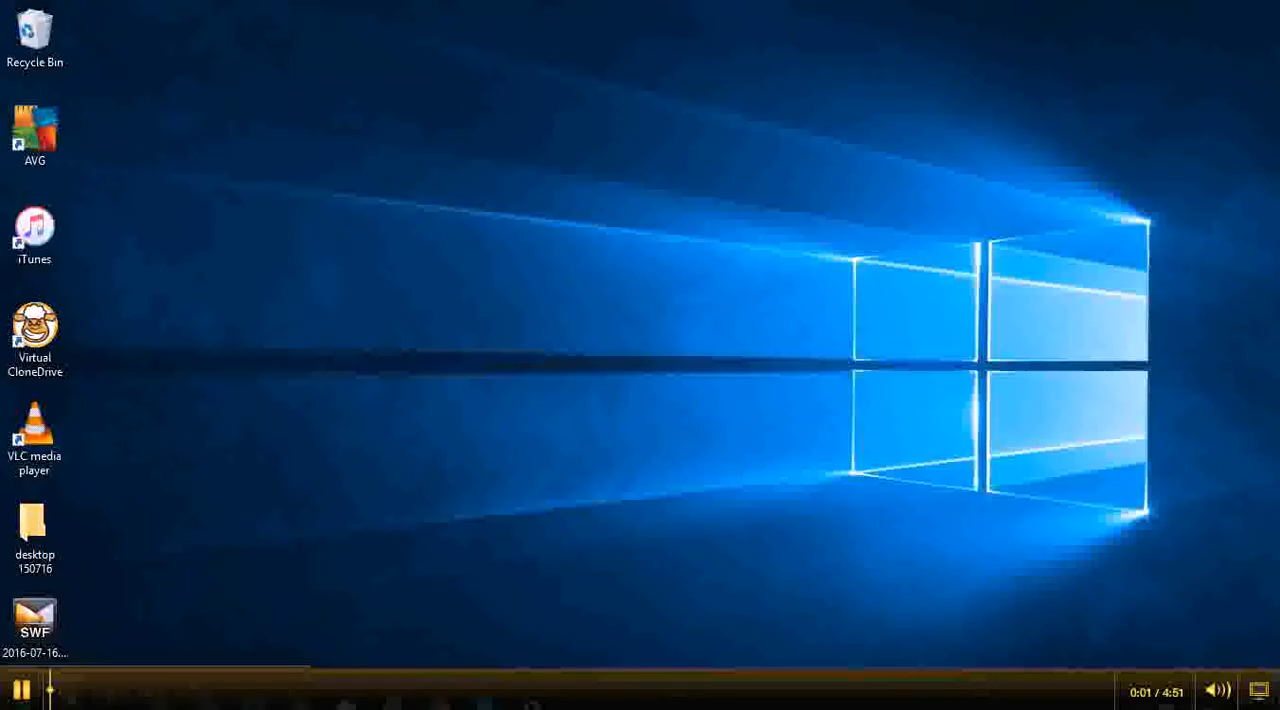 Recycle Bin
AVG
iTunes
Virtual
CloneDrive
VLC media
player
desktop
150716
SWF
2016-07-16....
0:01 / 4:51